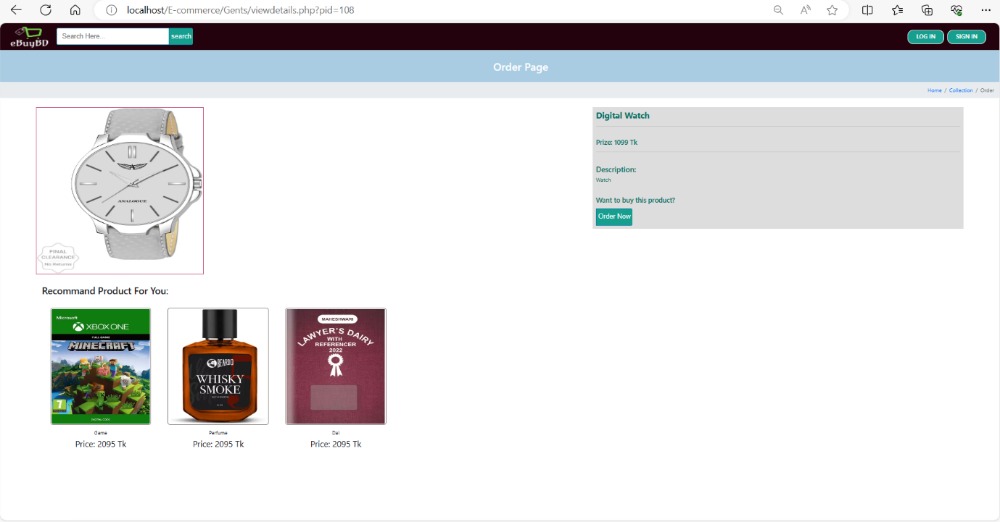 localhost/E-commerce/Gents/viewdetails.php?pid=108
eBuyBD
Search Here...
search
LOG IN
SIGN IN
Order Page
Home / Collection / Order
ANALOGUE
FINAL
CLEARANCE
No Returns
Digital Watch
Prize: 1099 Tk
Description:
Watch
Want to buy this product?
Order Now
Recommand Product For You:
Microsoft
XBOX ONE
FULL GAME
MINECRAFT
7
DIGITAL CODE
Game
Price: 2095 Tk
BEARDO
WHISKY
SMOKE
Perfume
Price: 2095 Tk
MAHESHWARI
LAWYER'S DAIRY
WITH
REFERENCER
2022
Dai
Price: 2095 Tk